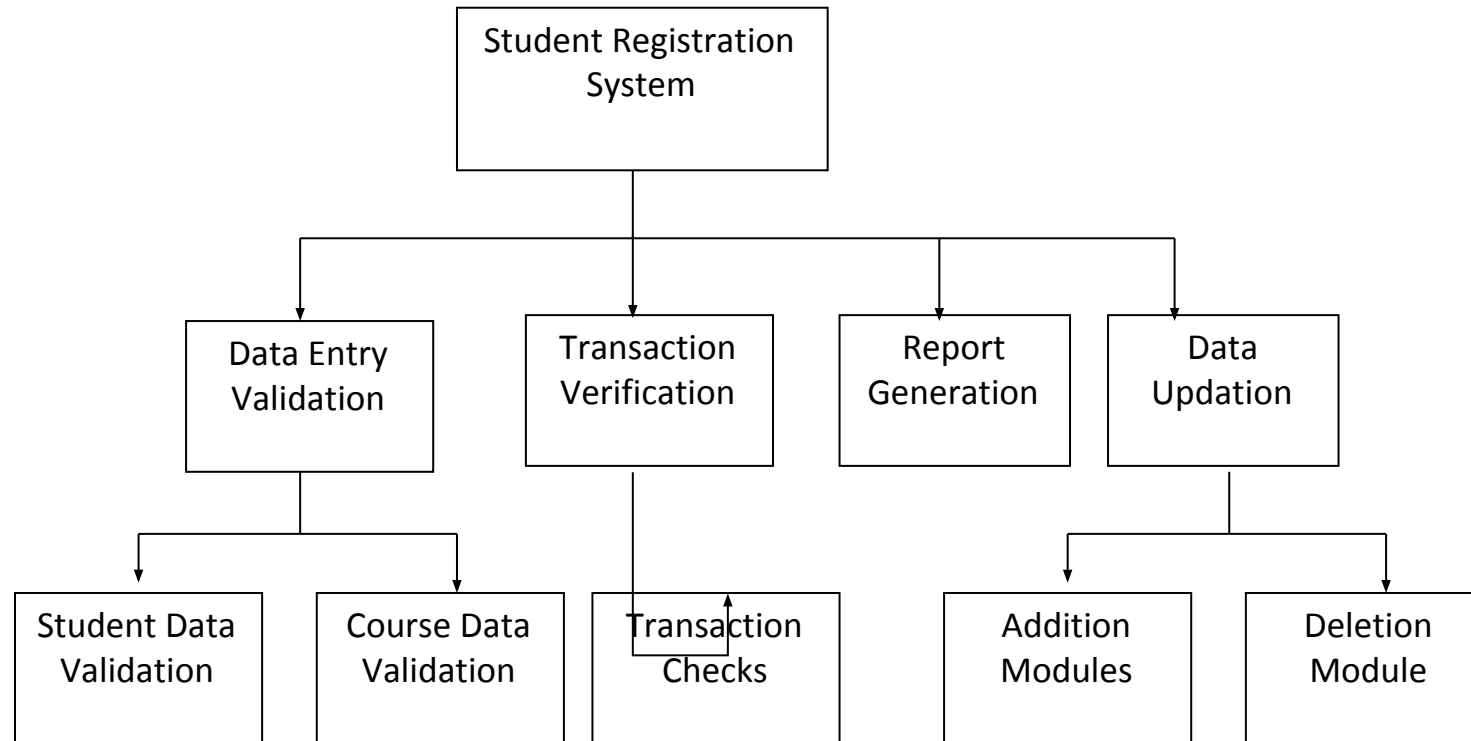 Student Registration
System
Data Entry
Validation
Transaction
Verification
Report
Generation
Data
Updation
Student Data
Validation
Course Data
Validation
Transaction
Checks
Addition
Modules
Deletion
Module